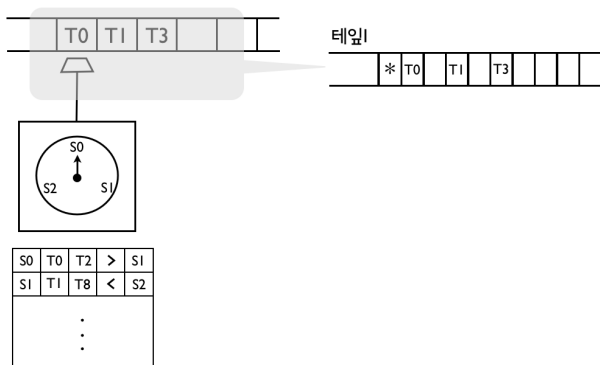 T0 T1 T3
테잎1
* T0 T1 T3
S0
S2 S1
S0 T0 T2 > S1
S1 T1 T8 < S2